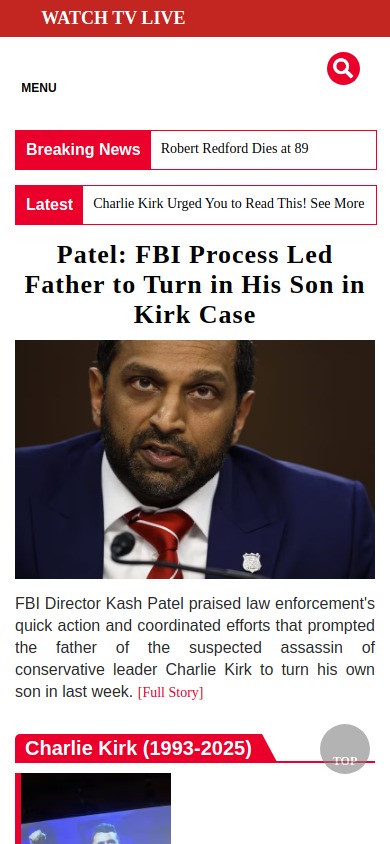 WATCH TV LIVE
MENU
Breaking News Robert Redford Dies at 89
Latest Charlie Kirk Urged You to Read This! See More
Patel: FBI Process Led
Father to Turn in His Son in
Kirk Case
FBI Director Kash Patel praised law enforcement's
quick action and coordinated efforts that prompted
the father of the suspected assassin of
conservative leader Charlie Kirk to turn his own
son in last week. [Full Story]
Charlie Kirk (1993-2025)
TOP